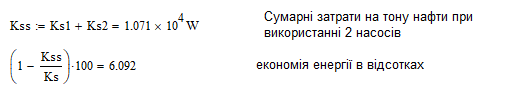 Kss := Ks1 + Ks2 = 1.071 × 10⁴ W
Сумарні затрати на тону нафти при
використанні 2 насосів
(1 − Kss/Ks)·100 = 6.092
економія енергії в відсотках